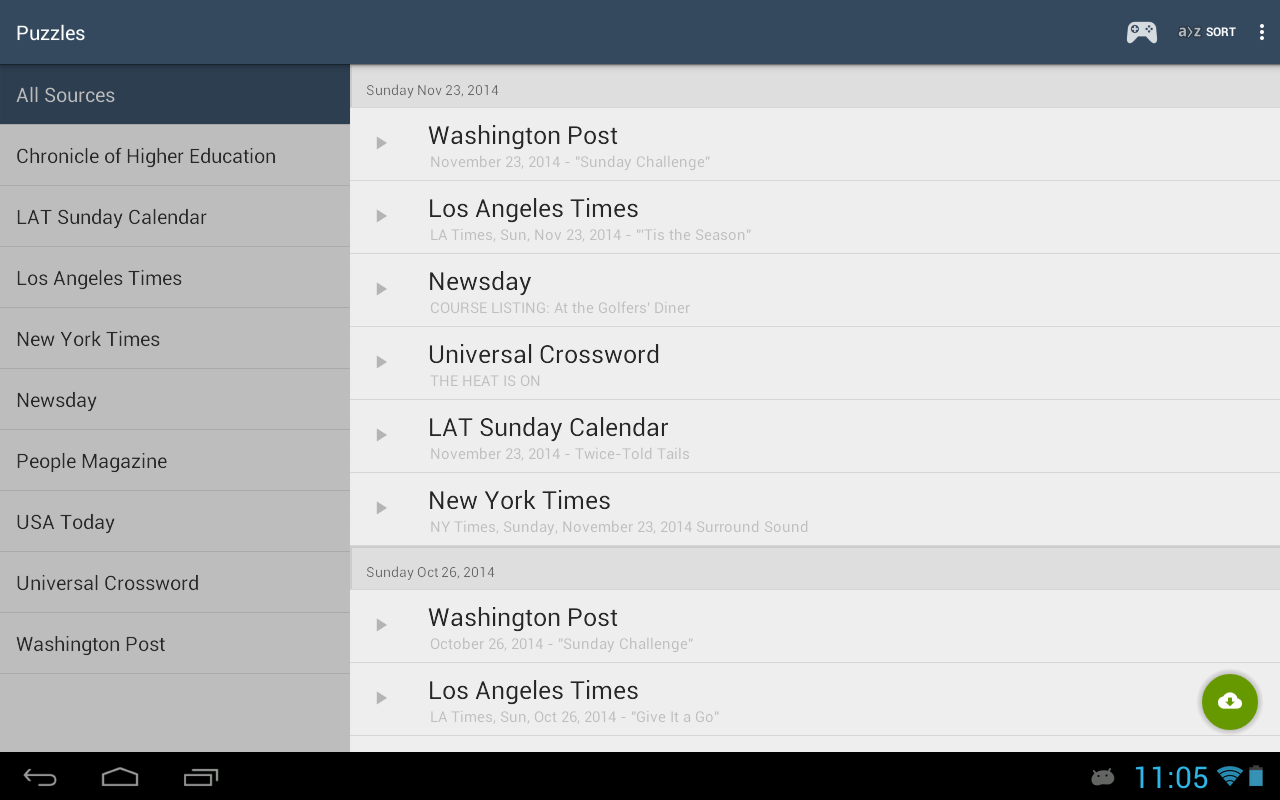 Puzzles
a)z SORT
All Sources
Chronicle of Higher Education
LAT Sunday Calendar
Los Angeles Times
New York Times
Newsday
People Magazine
USA Today
Universal Crossword
Washington Post
Sunday Nov 23, 2014
Washington Post
November 23, 2014 - "Sunday Challenge"
Los Angeles Times
LA Times, Sun, Nov 23, 2014 - "'Tis the Season"
Newsday
COURSE LISTING: At the Golfers' Diner
Universal Crossword
THE HEAT IS ON
LAT Sunday Calendar
November 23, 2014 - Twice-Told Tails
New York Times
NY Times, Sunday, November 23, 2014 Surround Sound
Sunday Oct 26, 2014
Washington Post
October 26, 2014 - "Sunday Challenge"
Los Angeles Times
LA Times, Sun, Oct 26, 2014 - "Give It a Go"
11:05